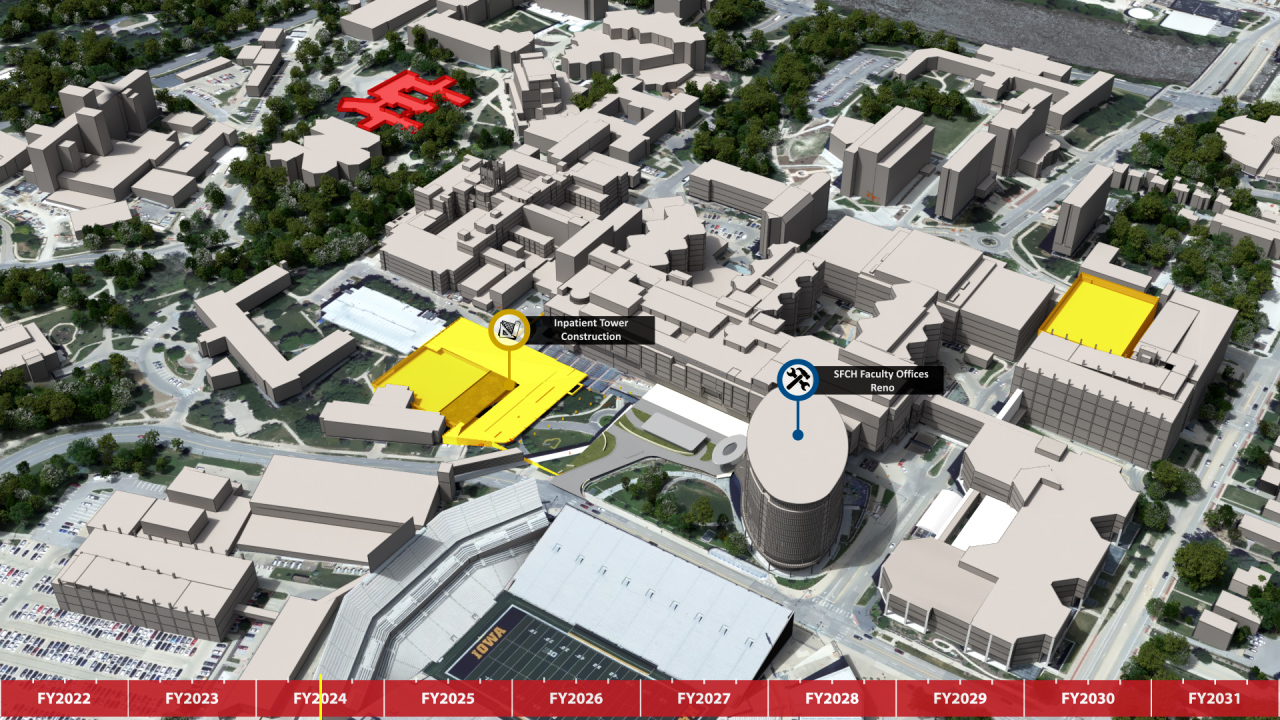 Inpatient Tower
Construction
SFCH Faculty Offices
Reno
IOWA
FY2022
FY2023
FY2024
FY2025
FY2026
FY2027
FY2028
FY2029
FY2030
FY2031